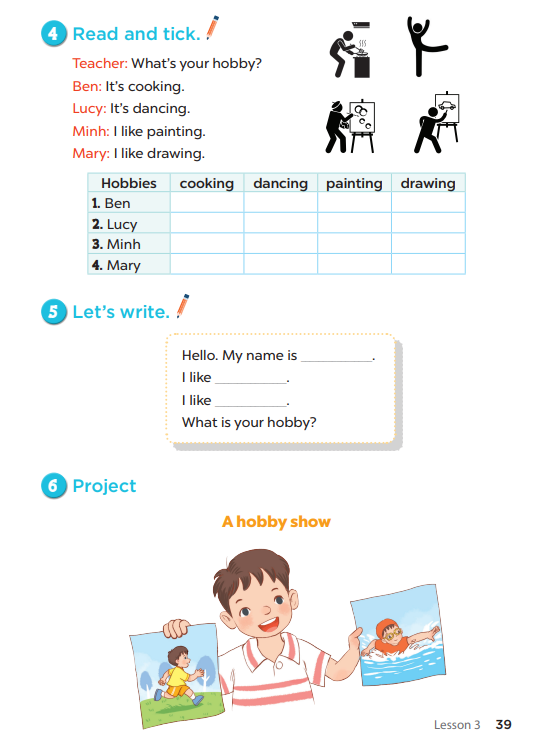 4 Read and tick.
Teacher: What's your hobby?
Ben: It's cooking.
Lucy: It's dancing.
Minh: I like painting.
Mary: I like drawing.
Hobbies cooking dancing painting drawing
1. Ben
2. Lucy
3. Minh
4. Mary
5 Let's write.
Hello. My name is __________.
I like __________.
I like __________.
What is your hobby?
6 Project
A hobby show
Lesson 3 39